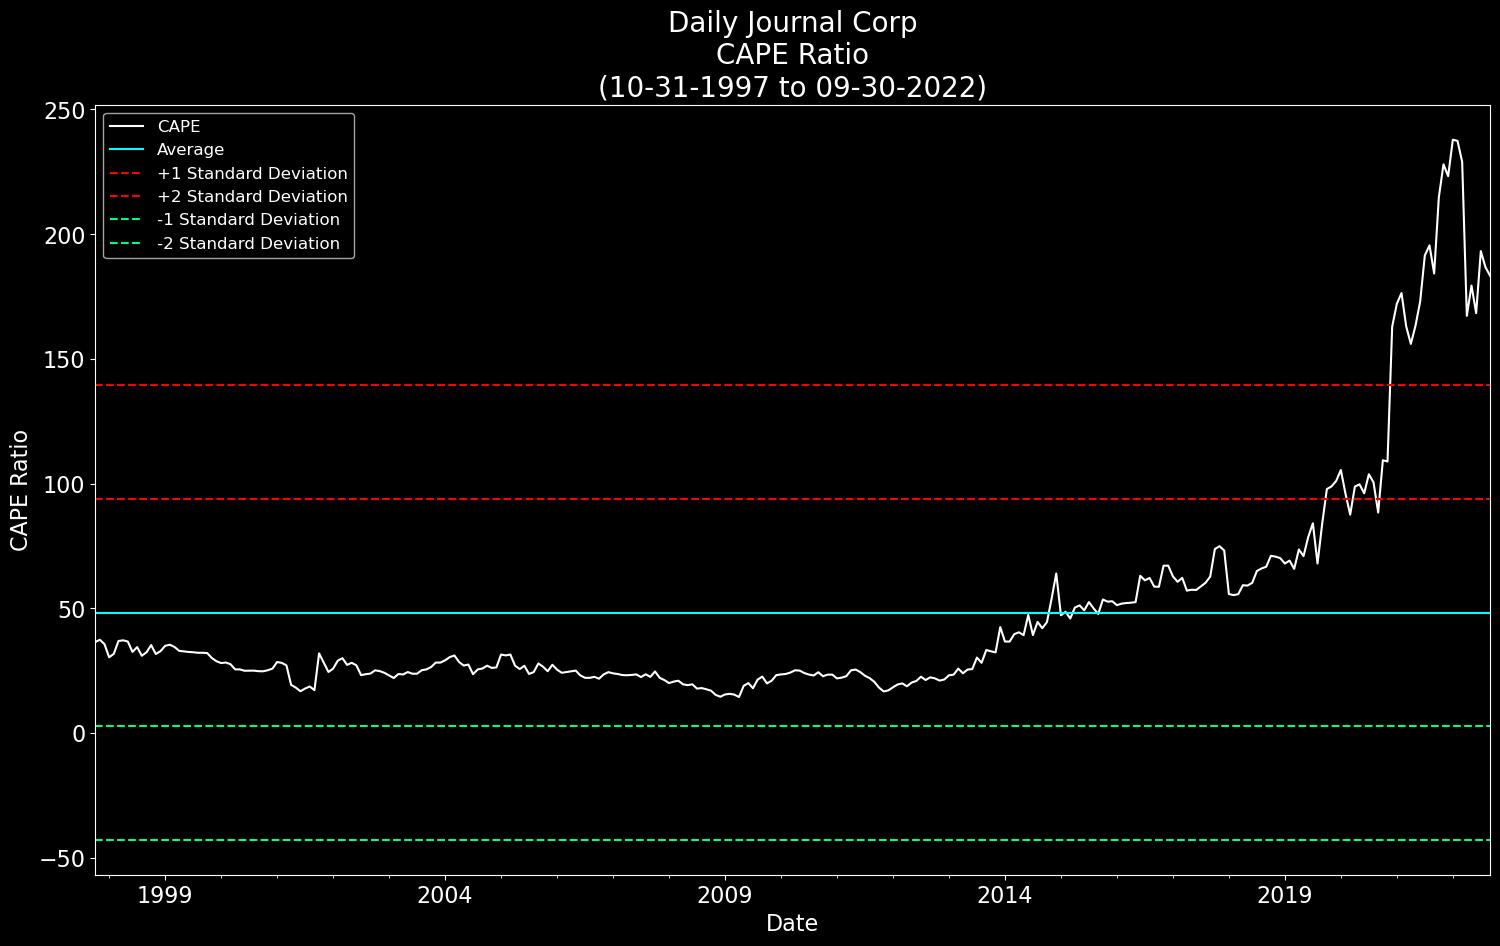 Daily Journal Corp
CAPE Ratio
(10-31-1997 to 09-30-2022)
250
200
150
100
50
0
−50
CAPE Ratio
CAPE
Average
+1 Standard Deviation
+2 Standard Deviation
-1 Standard Deviation
-2 Standard Deviation
1999
2004
2009
2014
2019
Date